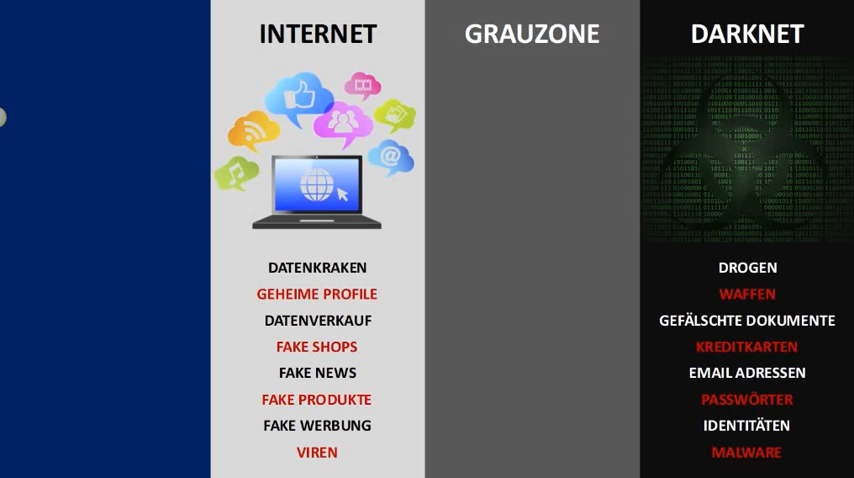 INTERNET
GRAUZONE
DARKNET
DATENKRAKEN
GEHEIME PROFILE
DATENVERKAUF
FAKE SHOPS
FAKE NEWS
FAKE PRODUKTE
FAKE WERBUNG
VIREN
DROGEN
WAFFEN
GEFÄLSCHTE DOKUMENTE
KREDITKARTEN
EMAIL ADRESSEN
PASSWÖRTER
IDENTITÄTEN
MALWARE